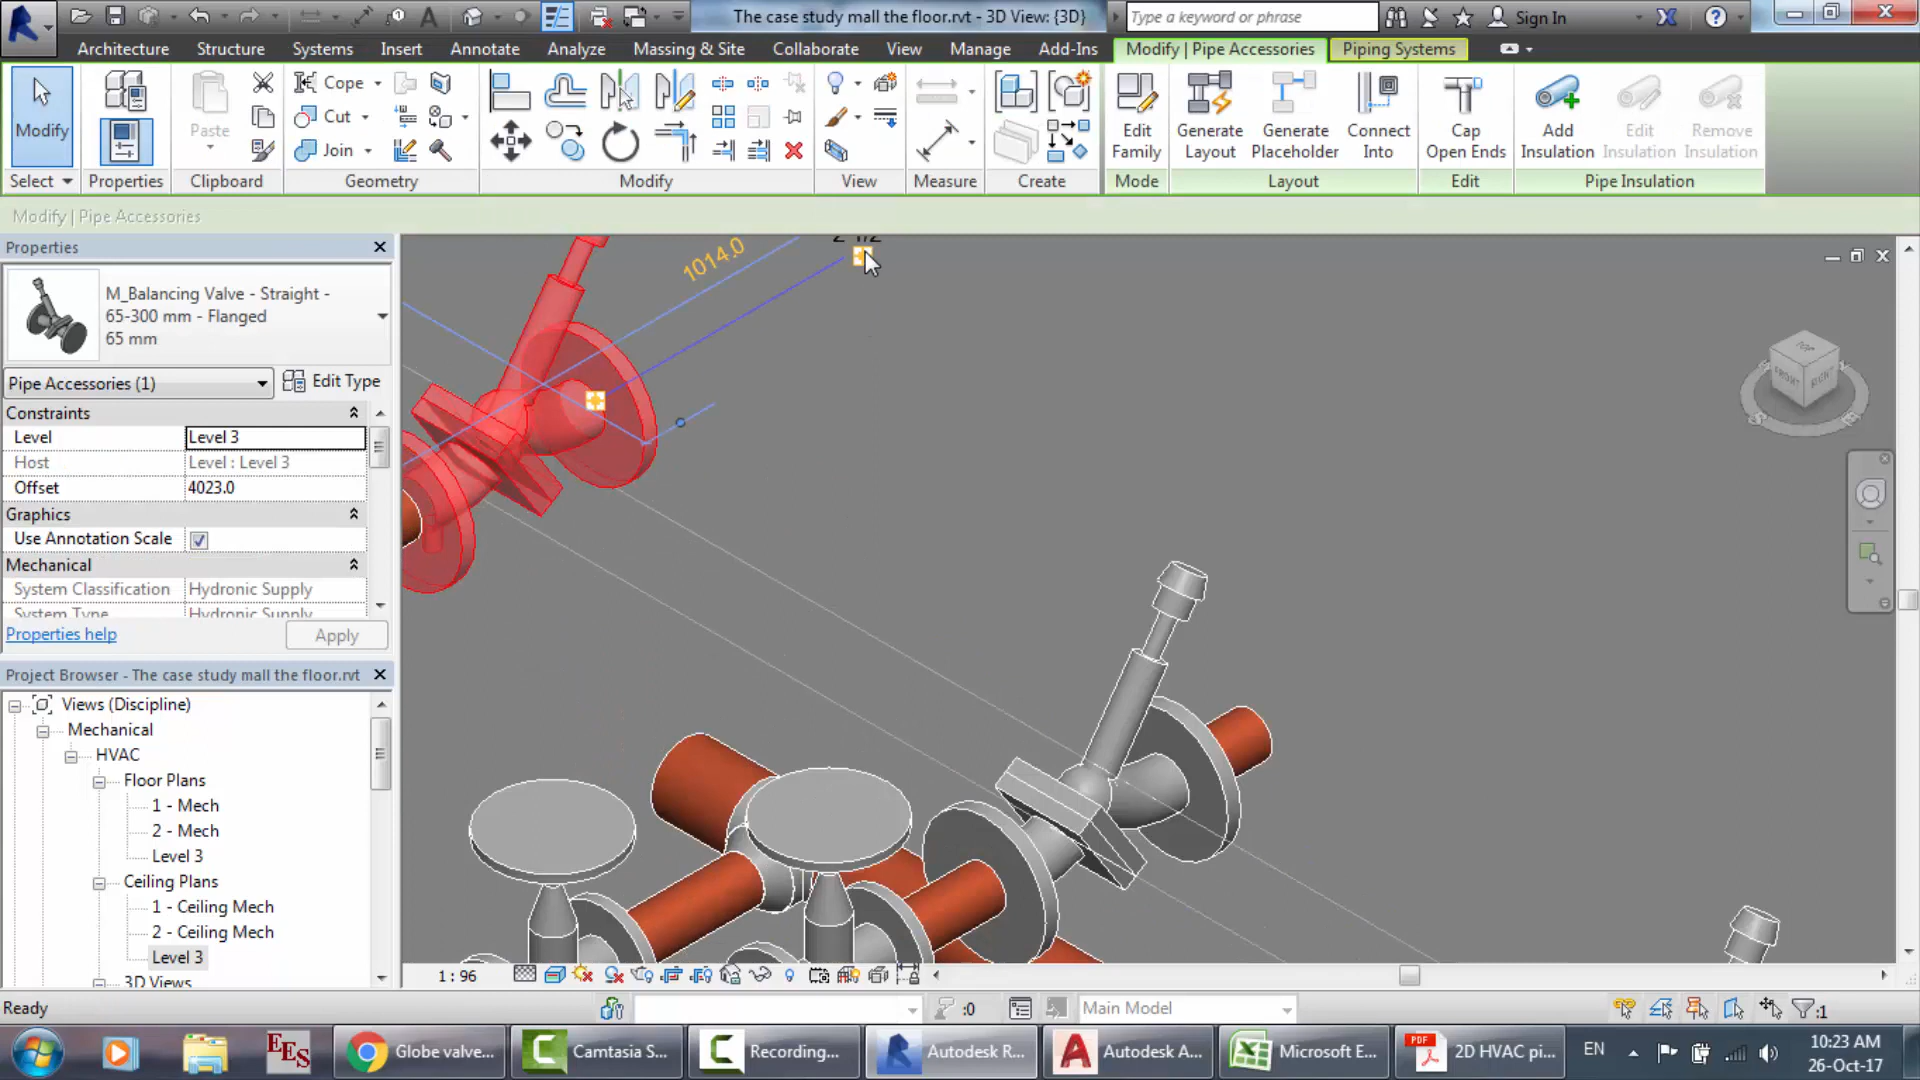 The case study mall the floor.rvt - 3D View: {3D}
Type a keyword or phrase
Sign In
Architecture Structure Systems Insert Annotate Analyze Massing & Site Collaborate View Manage Add-Ins Modify | Pipe Accessories Piping Systems
Modify
Paste
Cope
Cut
Join
Edit Family
Generate Layout
Generate Placeholder
Connect Into
Cap Open Ends
Add Insulation
Edit Insulation
Remove Insulation
Select Properties Clipboard Geometry Modify View Measure Create Mode Layout Edit Pipe Insulation
Modify | Pipe Accessories
Properties
M_Balancing Valve - Straight -
65-300 mm - Flanged
65 mm
Pipe Accessories (1)
Edit Type
Constraints
Level Level 3
Host Level : Level 3
Offset 4023.0
Graphics
Use Annotation Scale
Mechanical
System Classification Hydronic Supply
System Type Hydronic Supply
Properties help
Apply
Project Browser - The case study mall the floor.rvt
Views (Discipline)
Mechanical
HVAC
Floor Plans
1 - Mech
2 - Mech
Level 3
Ceiling Plans
1 - Ceiling Mech
2 - Ceiling Mech
Level 3
3D Views
1014.0
TOP
FRONT
RIGHT
1 : 96
Ready
:0
Main Model
:1
EES
Globe valve...
Camtasia S...
Recording...
Autodesk R...
Autodesk A...
Microsoft E...
PDF
2D HVAC pi...
EN
10:23 AM
26-Oct-17